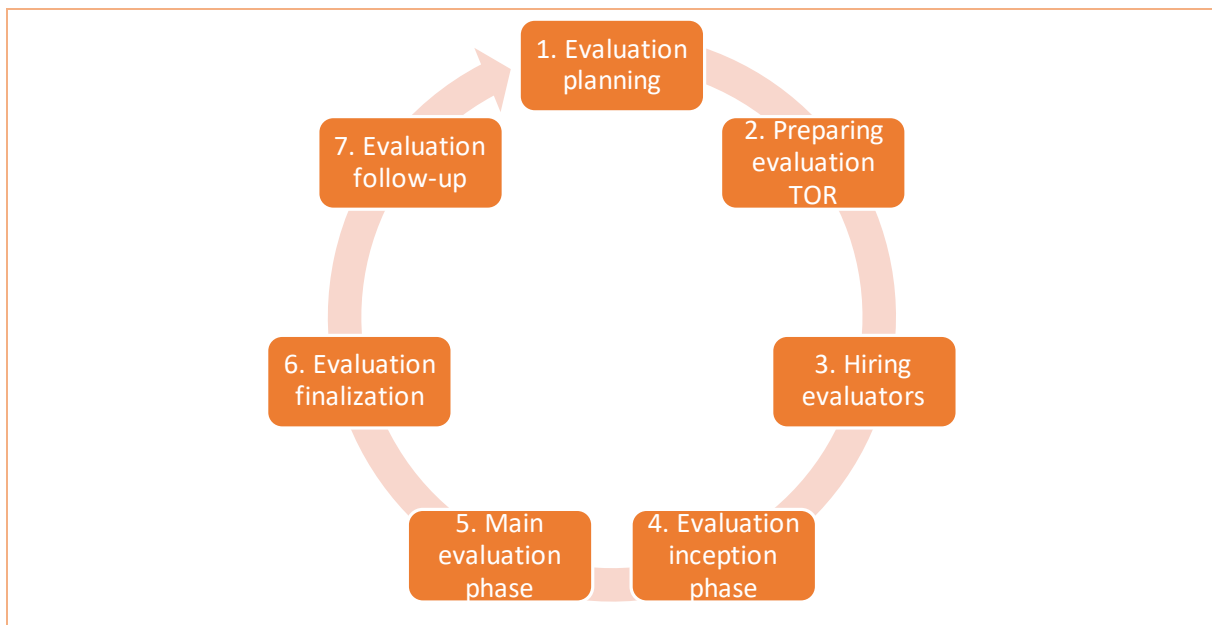 1. Evaluation
planning
2. Preparing
evaluation
TOR
3. Hiring
evaluators
4. Evaluation
inception
phase
5. Main
evaluation
phase
6. Evaluation
finalization
7. Evaluation
follow-up